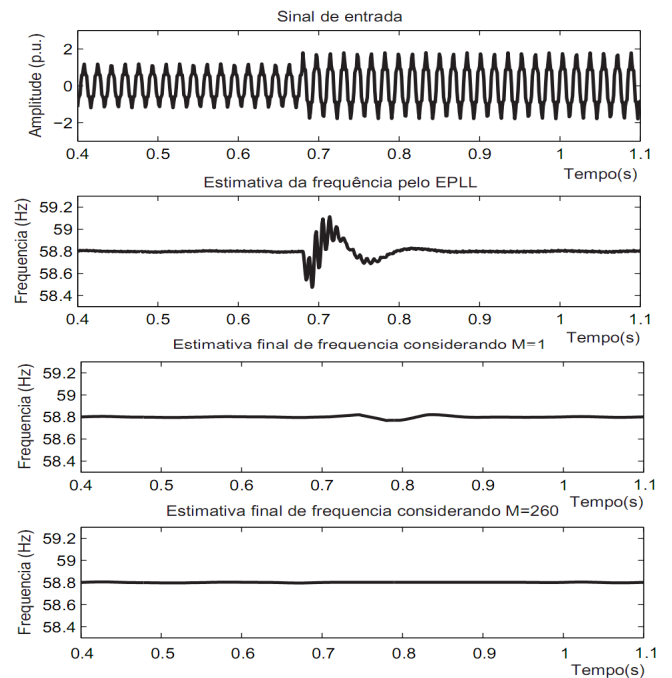 Sinal de entrada
Amplitude (p.u.)
2
0
−2
0.4 0.5 0.6 0.7 0.8 0.9 1 1.1
Tempo(s)
Estimativa da frequência pelo EPLL
Frequencia (Hz)
59.2
59
58.8
58.6
58.4
0.4 0.5 0.6 0.7 0.8 0.9 1 1.1
Tempo(s)
Estimativa final de frequencia considerando M=1
Frequencia (Hz)
59.2
59
58.8
58.6
58.4
0.4 0.5 0.6 0.7 0.8 0.9 1 1.1
Tempo(s)
Estimativa final de frequencia considerando M=260
Frequencia (Hz)
59.2
59
58.8
58.6
58.4
0.4 0.5 0.6 0.7 0.8 0.9 1 1.1
Tempo(s)